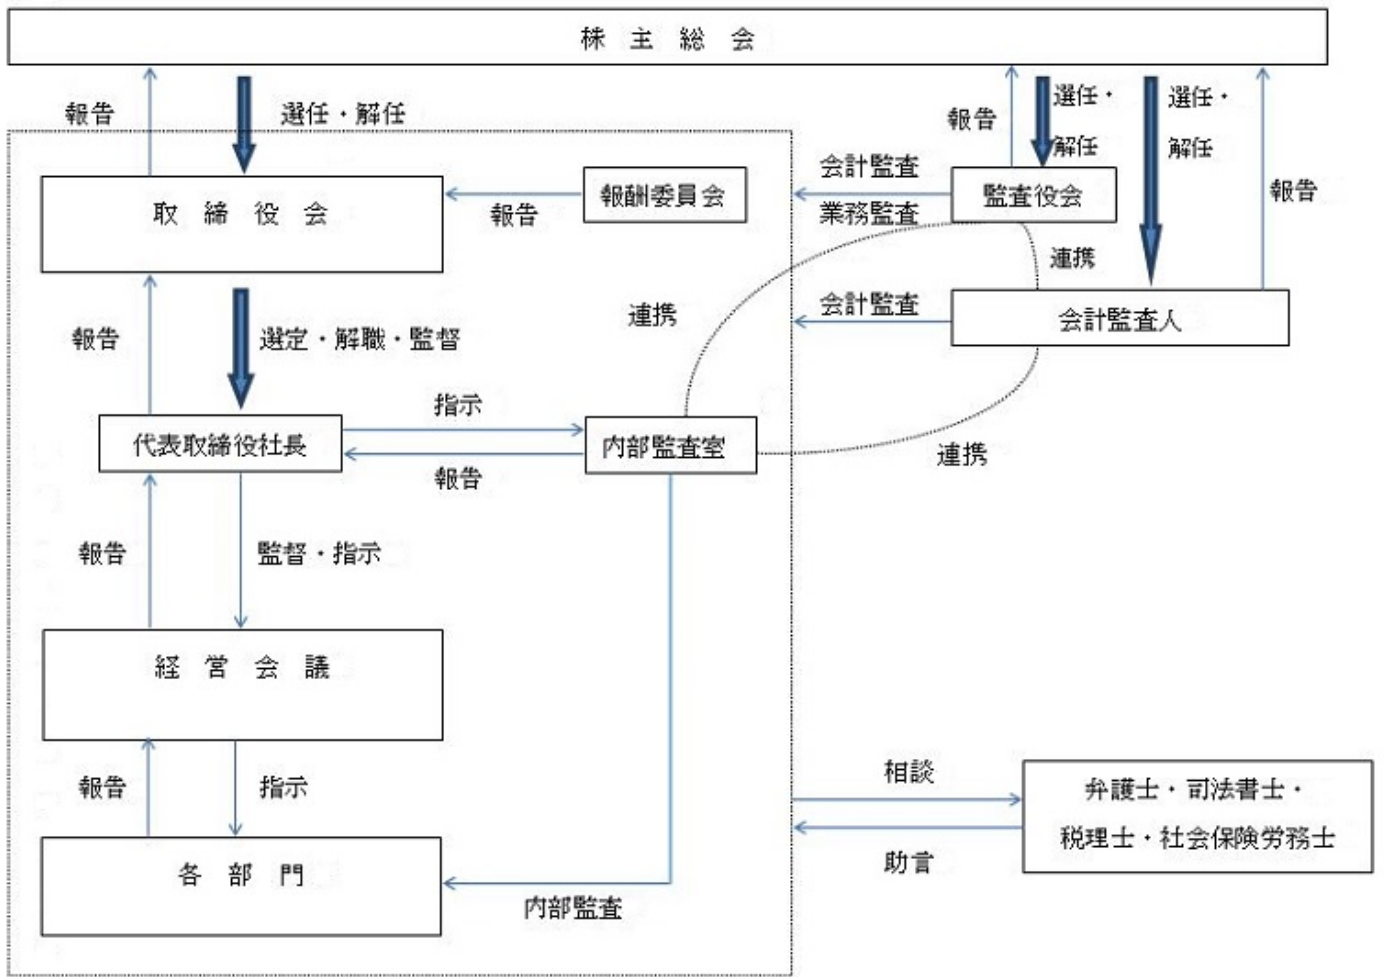 株主総会
報告
選任・解任
報告
選任・
解任
選任・
解任
報告
取締役会
報告
報酬委員会
会計監査
業務監査
監査役会
連携
連携
会計監査
会計監査人
報告
選定・解職・監督
代表取締役社長
指示
報告
内部監査室
連携
報告
監督・指示
経営会議
報告
指示
相談
助言
弁護士・司法書士・
税理士・社会保険労務士
各部門
内部監査